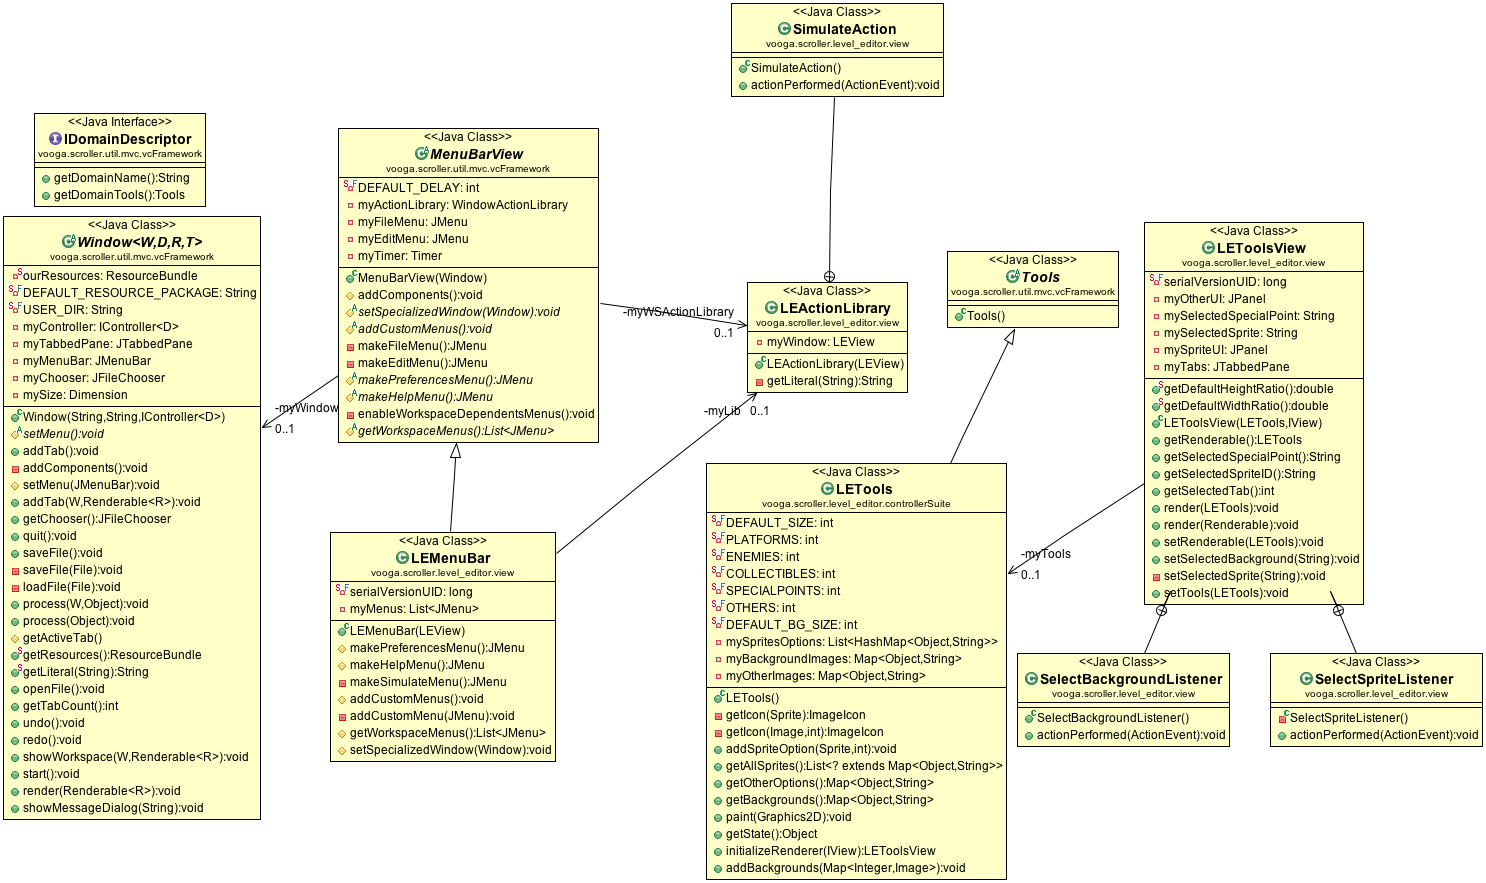 <<Java Class>>
SimulateAction
vooga.scroller.level_editor.view
SimulateAction()
actionPerformed(ActionEvent):void
<<Java Interface>>
IDomainDescriptor
vooga.scroller.util.mvc.vcFramework
getDomainName():String
getDomainTools():Tools
<<Java Class>>
Window<W,D,R,T>
vooga.scroller.util.mvc.vcFramework
ourResources: ResourceBundle
DEFAULT_RESOURCE_PACKAGE: String
USER_DIR: String
myController: IController<D>
myTabbedPane: JTabbedPane
myMenuBar: JMenuBar
myChooser: JFileChooser
mySize: Dimension
Window(String,String,IController<D>)
setMenu():void
addTab():void
addComponents():void
setMenu(JMenuBar):void
addTab(W,Renderable<R>):void
getChooser():JFileChooser
quit():void
saveFile():void
saveFile(File):void
loadFile(File):void
process(W,Object):void
process(Object):void
getActiveTab()
getResources():ResourceBundle
getLiteral(String):String
openFile():void
getTabCount():int
undo():void
redo():void
showWorkspace(W,Renderable<R>):void
start():void
render(Renderable<R>):void
showMessageDialog(String):void
<<Java Class>>
MenuBarView
vooga.scroller.util.mvc.vcFramework
DEFAULT_DELAY: int
myActionLibrary: WindowActionLibrary
myFileMenu: JMenu
myEditMenu: JMenu
myTimer: Timer
MenuBarView(Window)
addComponents():void
setSpecializedWindow(Window):void
addCustomMenus():void
makeFileMenu():JMenu
makeEditMenu():JMenu
makePreferencesMenu():JMenu
makeHelpMenu():JMenu
enableWorkspaceDependentsMenus():void
getWorkspaceMenus():List<JMenu>
-myWindow
0..1
-myWSActionLibrary
0..1
-myLib
0..1
<<Java Class>>
LEActionLibrary
vooga.scroller.level_editor.view
myWindow: LEView
LEActionLibrary(LEView)
getLiteral(String):String
<<Java Class>>
Tools
vooga.scroller.util.mvc.vcFramework
Tools()
<<Java Class>>
LEToolsView
vooga.scroller.level_editor.view
serialVersionUID: long
myOtherUI: JPanel
mySelectedSpecialPoint: String
mySelectedSprite: String
mySpriteUI: JPanel
myTabs: JTabbedPane
getDefaultHeightRatio():double
getDefaultWidthRatio():double
LEToolsView(LETools,IView)
getRenderable():LETools
getSelectedSpecialPoint():String
getSelectedSpriteID():String
getSelectedTab():int
render(LETools):void
render(Renderable):void
setRenderable(LETools):void
setSelectedBackground(String):void
setSelectedSprite(String):void
setTools(LETools):void
-myTools
0..1
<<Java Class>>
LEMenuBar
vooga.scroller.level_editor.view
serialVersionUID: long
myMenus: List<JMenu>
LEMenuBar(LEView)
makePreferencesMenu():JMenu
makeHelpMenu():JMenu
makeSimulateMenu():JMenu
addCustomMenus():void
addCustomMenu(JMenu):void
getWorkspaceMenus():List<JMenu>
setSpecializedWindow(Window):void
<<Java Class>>
LETools
vooga.scroller.level_editor.controllerSuite
DEFAULT_SIZE: int
PLATFORMS: int
ENEMIES: int
COLLECTIBLES: int
SPECIALPOINTS: int
OTHERS: int
DEFAULT_BG_SIZE: int
mySpritesOptions: List<HashMap<Object,String>>
myBackgroundImages: Map<Object,String>
myOtherImages: Map<Object,String>
LETools()
getIcon(Sprite):ImageIcon
getIcon(Image,int):ImageIcon
addSpriteOption(Sprite,int):void
getAllSprites():List<? extends Map<Object,String>>
getOtherOptions():Map<Object,String>
getBackgrounds():Map<Object,String>
paint(Graphics2D):void
getState():Object
initializeRenderer(IView):LEToolsView
addBackgrounds(Map<Integer,Image>):void
<<Java Class>>
SelectBackgroundListener
vooga.scroller.level_editor.view
SelectBackgroundListener()
actionPerformed(ActionEvent):void
<<Java Class>>
SelectSpriteListener
vooga.scroller.level_editor.view
SelectSpriteListener()
actionPerformed(ActionEvent):void